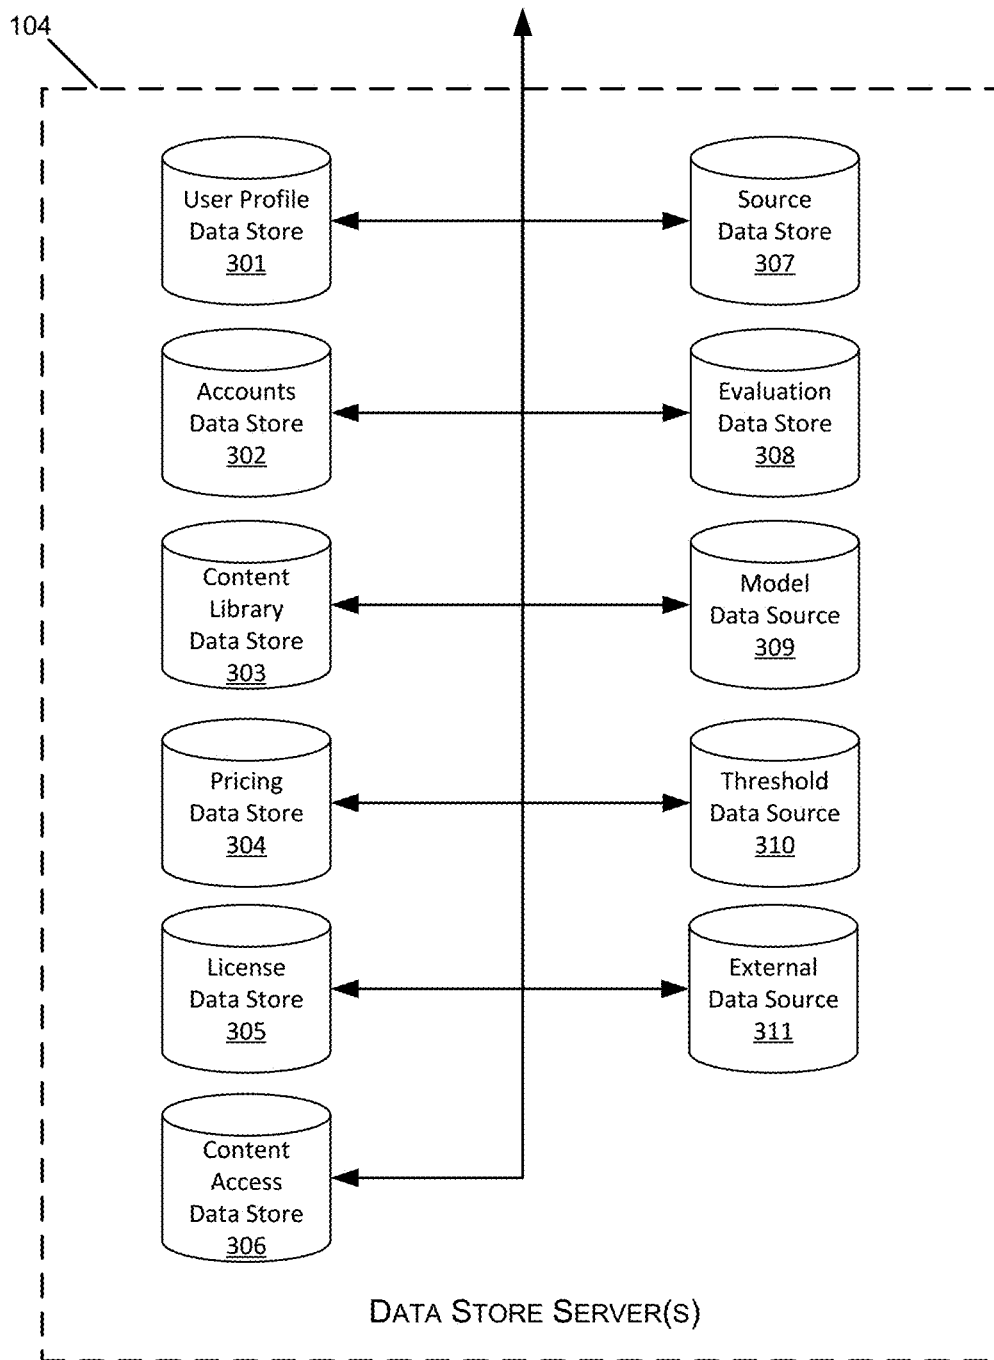 104
User Profile
Data Store
301
Source
Data Store
307
Accounts
Data Store
302
Evaluation
Data Store
308
Content
Library
Data Store
303
Model
Data Source
309
Pricing
Data Store
304
Threshold
Data Source
310
License
Data Store
305
External
Data Source
311
Content
Access
Data Store
306
DATA STORE SERVER(S)